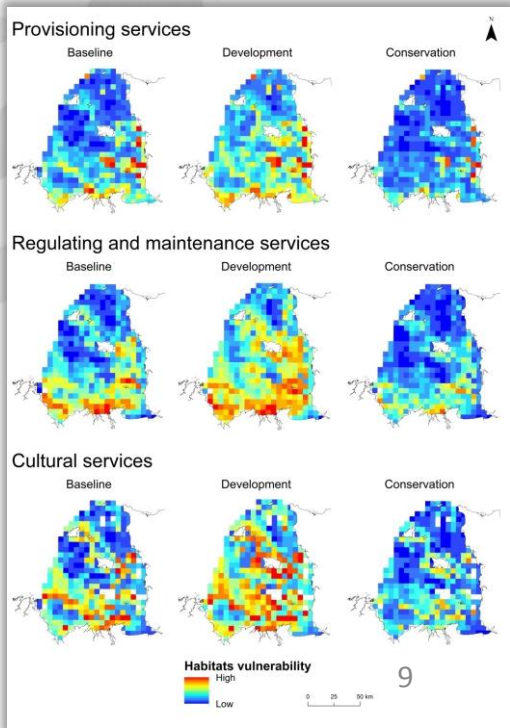 N
Provisioning services
Baseline Development Conservation
Regulating and maintenance services
Baseline Development Conservation
Cultural services
Baseline Development Conservation
Habitats vulnerability
High
Low
0 25 50 km
9